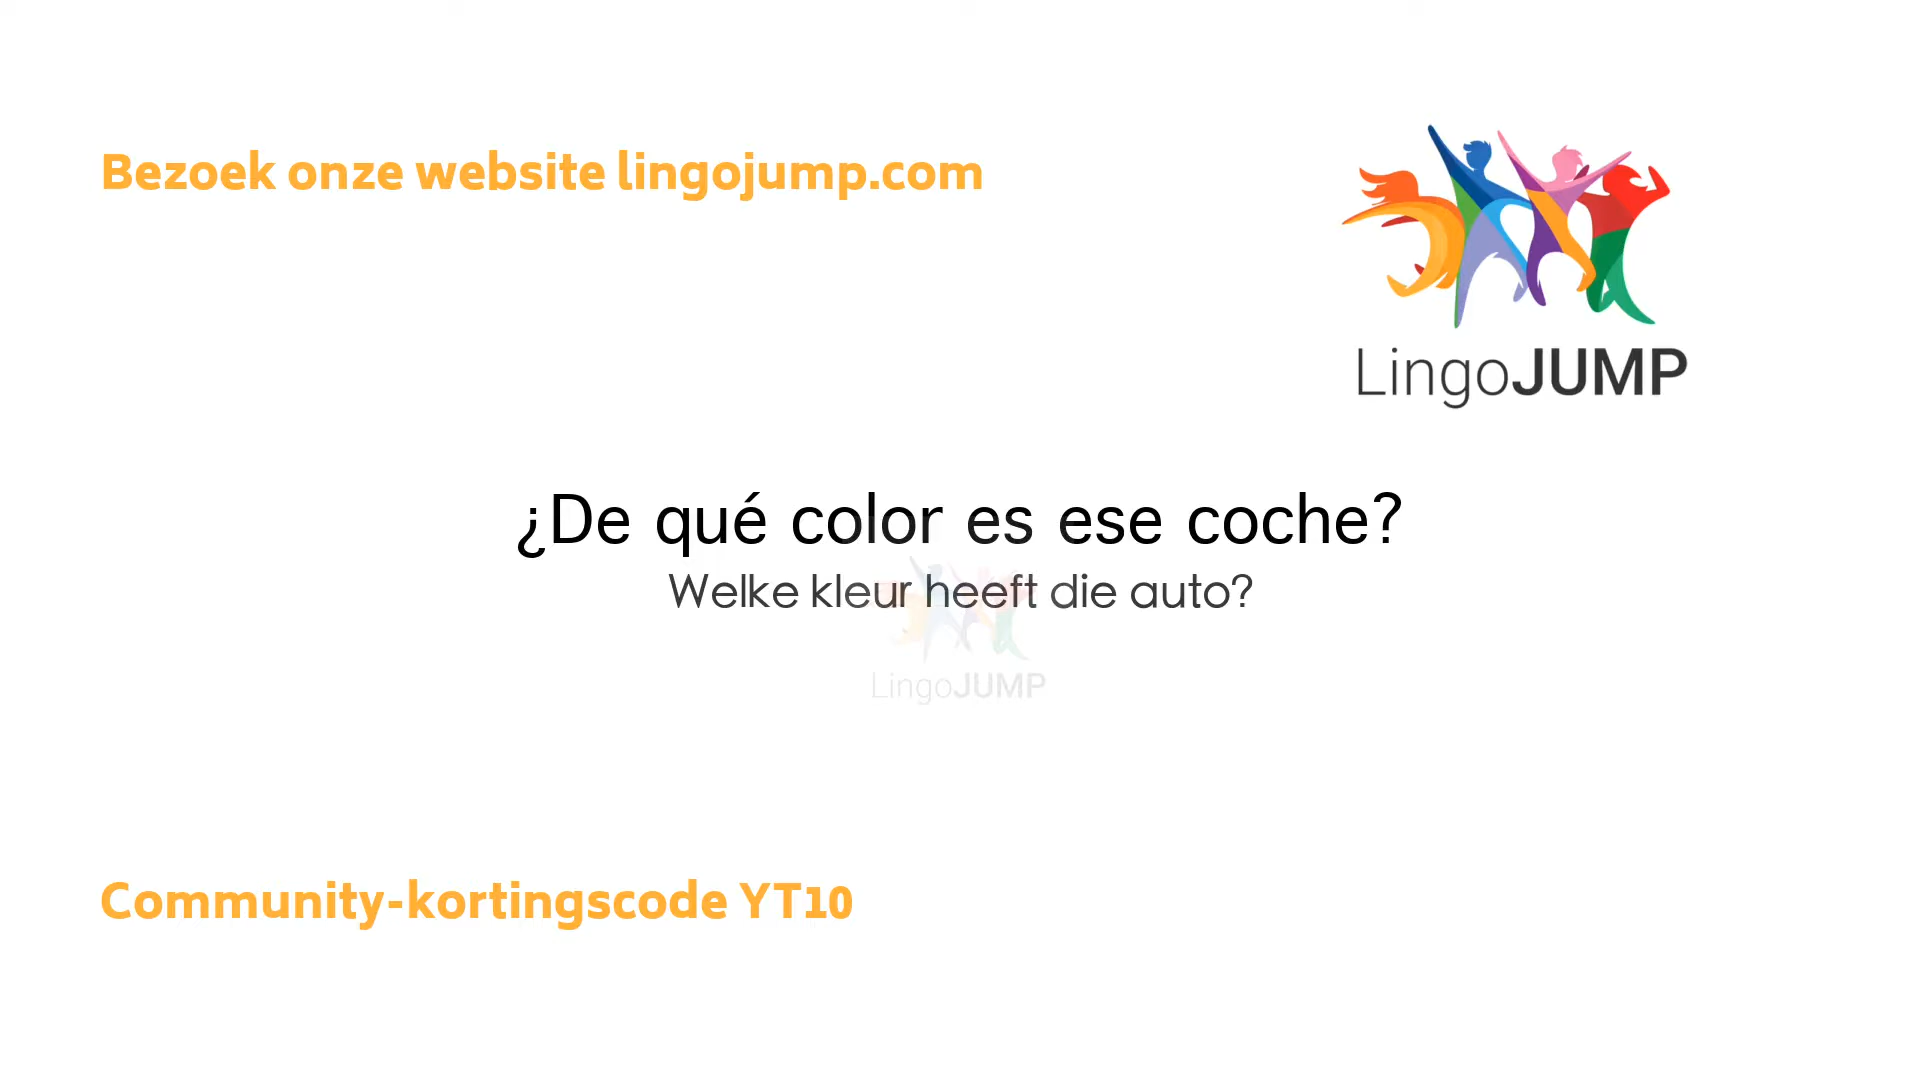 Bezoek onze website lingojump.com
LingoJUMP
¿De qué color es ese coche?
Welke kleur heeft die auto?
LingoJUMP
Community-kortingscode YT10